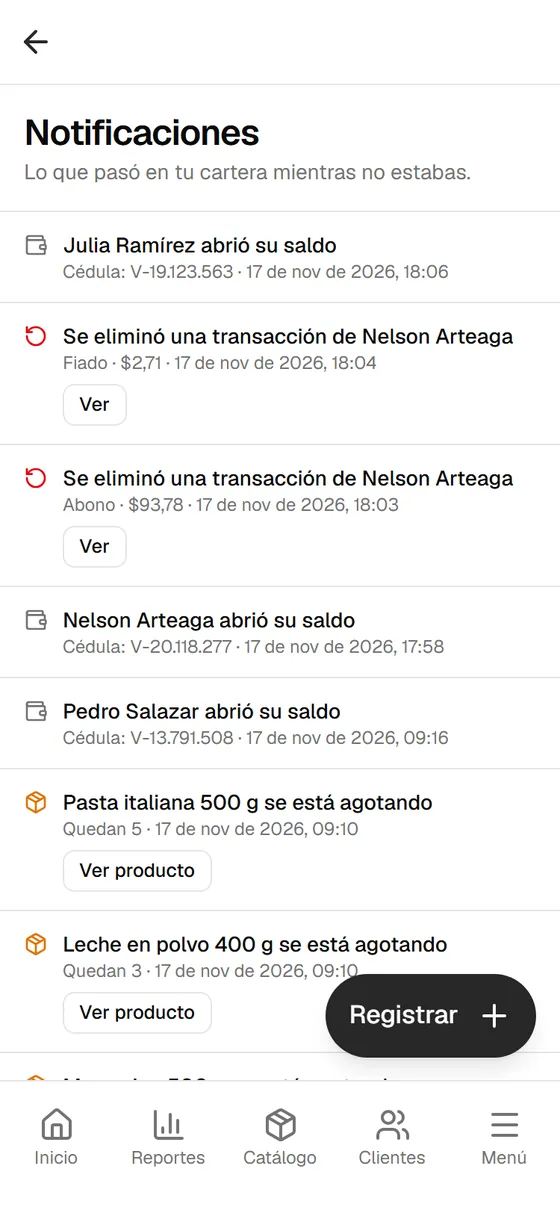 Notificaciones
Lo que pasó en tu cartera mientras no estabas.
Julia Ramírez abrió su saldo
Cédula: V-19.123.563 · 17 de nov de 2026, 18:06
Se eliminó una transacción de Nelson Arteaga
Fiado · $2,71 · 17 de nov de 2026, 18:04
Ver
Se eliminó una transacción de Nelson Arteaga
Abono · $93,78 · 17 de nov de 2026, 18:03
Ver
Nelson Arteaga abrió su saldo
Cédula: V-20.118.277 · 17 de nov de 2026, 17:58
Pedro Salazar abrió su saldo
Cédula: V-13.791.508 · 17 de nov de 2026, 09:16
Pasta italiana 500 g se está agotando
Quedan 5 · 17 de nov de 2026, 09:10
Ver producto
Leche en polvo 400 g se está agotando
Quedan 3 · 17 de nov de 2026, 09:10
Ver producto
Registrar
Inicio
Reportes
Catálogo
Clientes
Menú